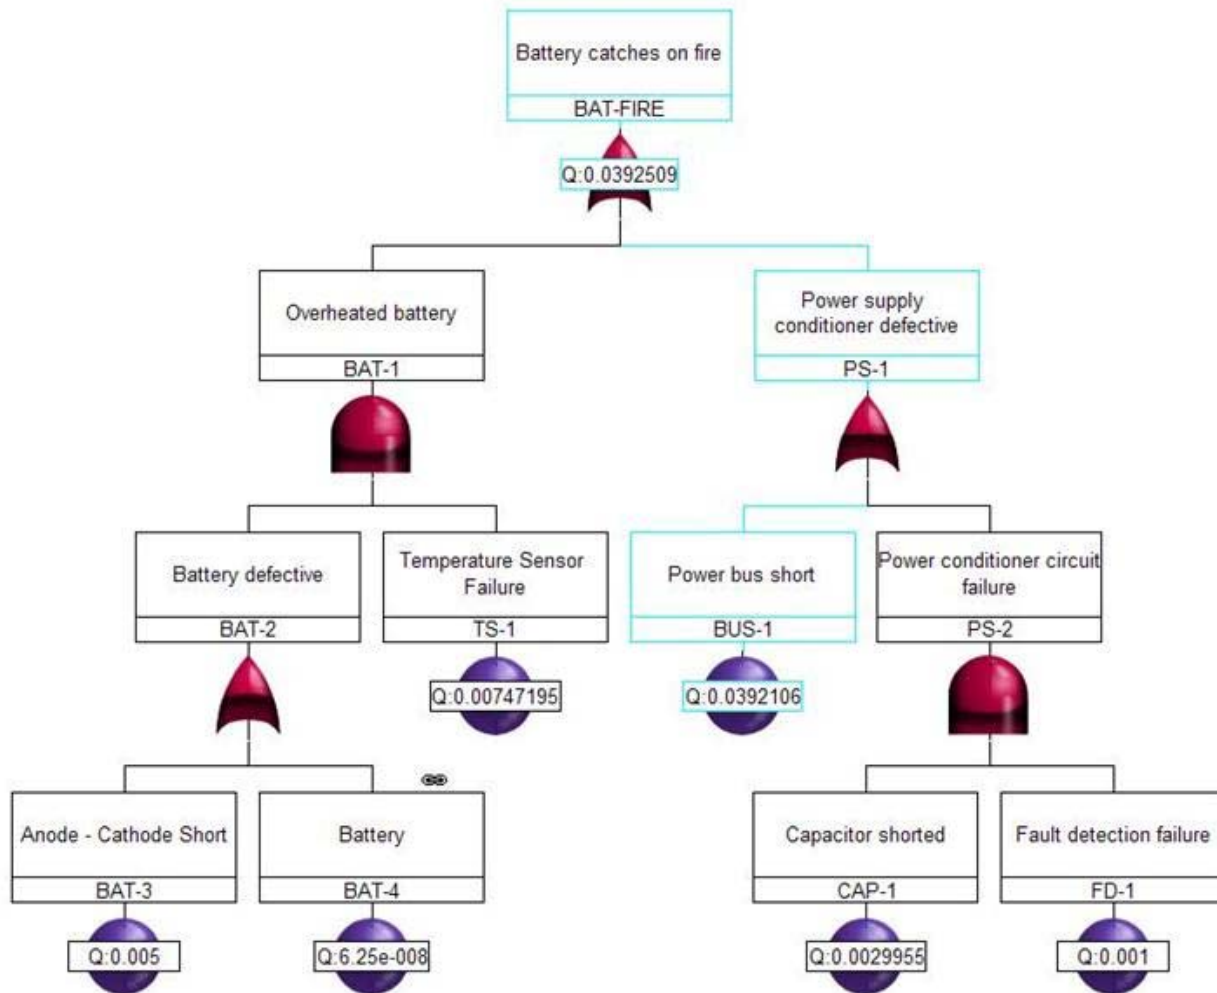 Battery catches on fire
BAT-FIRE
Q:0.0392509
Overheated battery
BAT-1
Power supply
conditioner defective
PS-1
Battery defective
BAT-2
Temperature Sensor
Failure
TS-1
Q:0.00747195
Power bus short
BUS-1
Q:0.0392106
Power conditioner circuit
failure
PS-2
Anode - Cathode Short
BAT-3
Q:0.005
Battery
BAT-4
Q:6.25e-008
Capacitor shorted
CAP-1
Q:0.0029955
Fault detection failure
FD-1
Q:0.001